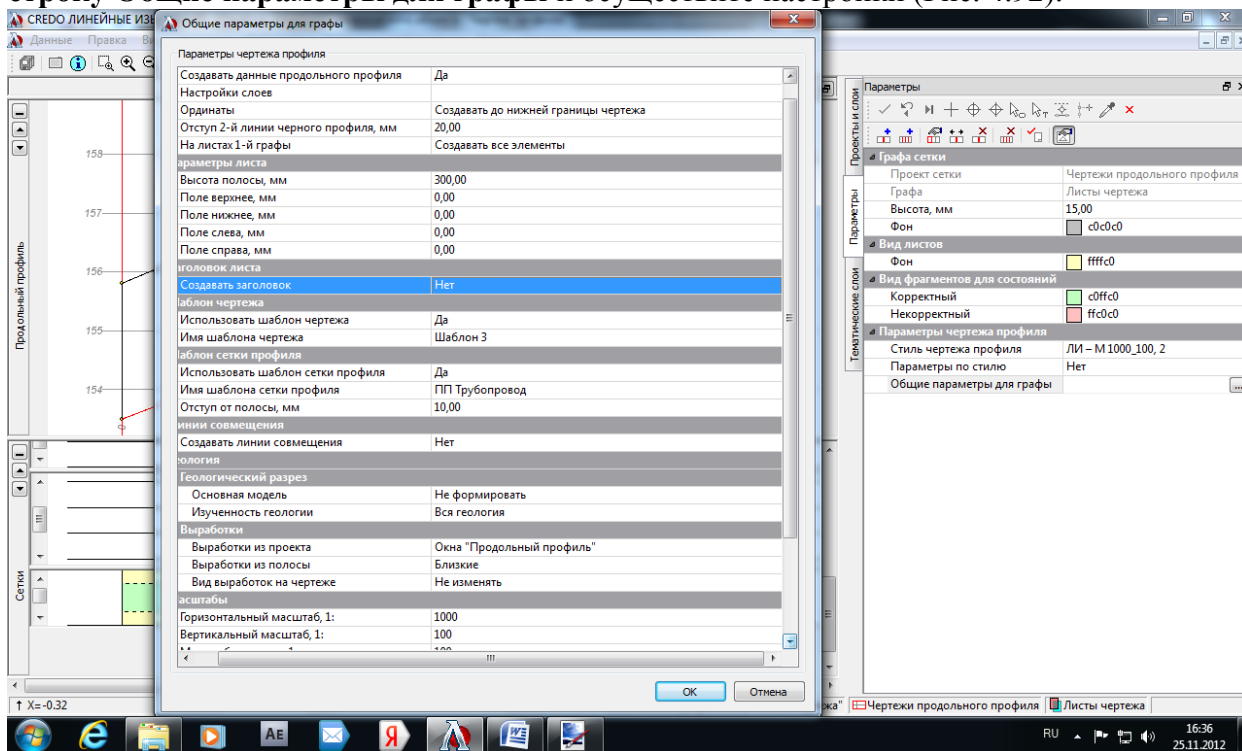 строку Общие параметры для графы и осуществите настройки (Рис. 4.92).
CREDO ЛИНЕЙНЫЕ ИЗЫ
Общие параметры для графы
Данные Правка Ви
Параметры чертежа профиля
Создавать данные продольного профиля Да
Настройки слоев
Ординаты Создавать до нижней границы чертежа
Отступ 2-й линии черного профиля, мм 20,00
На листах 1-й графы Создавать все элементы
араметры листа
Высота полосы, мм 300,00
Поле верхнее, мм 0,00
Поле нижнее, мм 0,00
Поле слева, мм 0,00
Поле справа, мм 0,00
аголовок листа
Создавать заголовок Нет
аблон чертежа
Использовать шаблон чертежа Да
Имя шаблона чертежа Шаблон 3
аблон сетки профиля
Использовать шаблон сетки профиля Да
Имя шаблона сетки профиля ПП Трубопровод
Отступ от полосы, мм 10,00
инии совмещения
Создавать линии совмещения Нет
еология
Геологический разрез
Основная модель Не формировать
Изученность геологии Вся геология
Выработки
Выработки из проекта Окна "Продольный профиль"
Выработки из полосы Близкие
Вид выработок на чертеже Не изменять
асштабы
Горизонтальный масштаб, 1: 1000
Вертикальный масштаб, 1: 100
OK Отмена
158
157
156
155
154
0
Продольный профиль
Сетки
Проекты и слои
Параметры
Тематические слои
Параметры
Графа сетки
Проект сетки Чертежи продольного профиля
Графа Листы чертежа
Высота, мм 15,00
Фон c0c0c0
Вид листов
Фон ffffc0
Вид фрагментов для состояний
Корректный c0ffc0
Некорректный ffc0c0
Параметры чертежа профиля
Стиль чертежа профиля ЛИ – М 1000_100, 2
Параметры по стилю Нет
Общие параметры для графы ...
X=-0.32
жа" Чертежи продольного профиля Листы чертежа
AE Я RU 16:36
25.11.2012